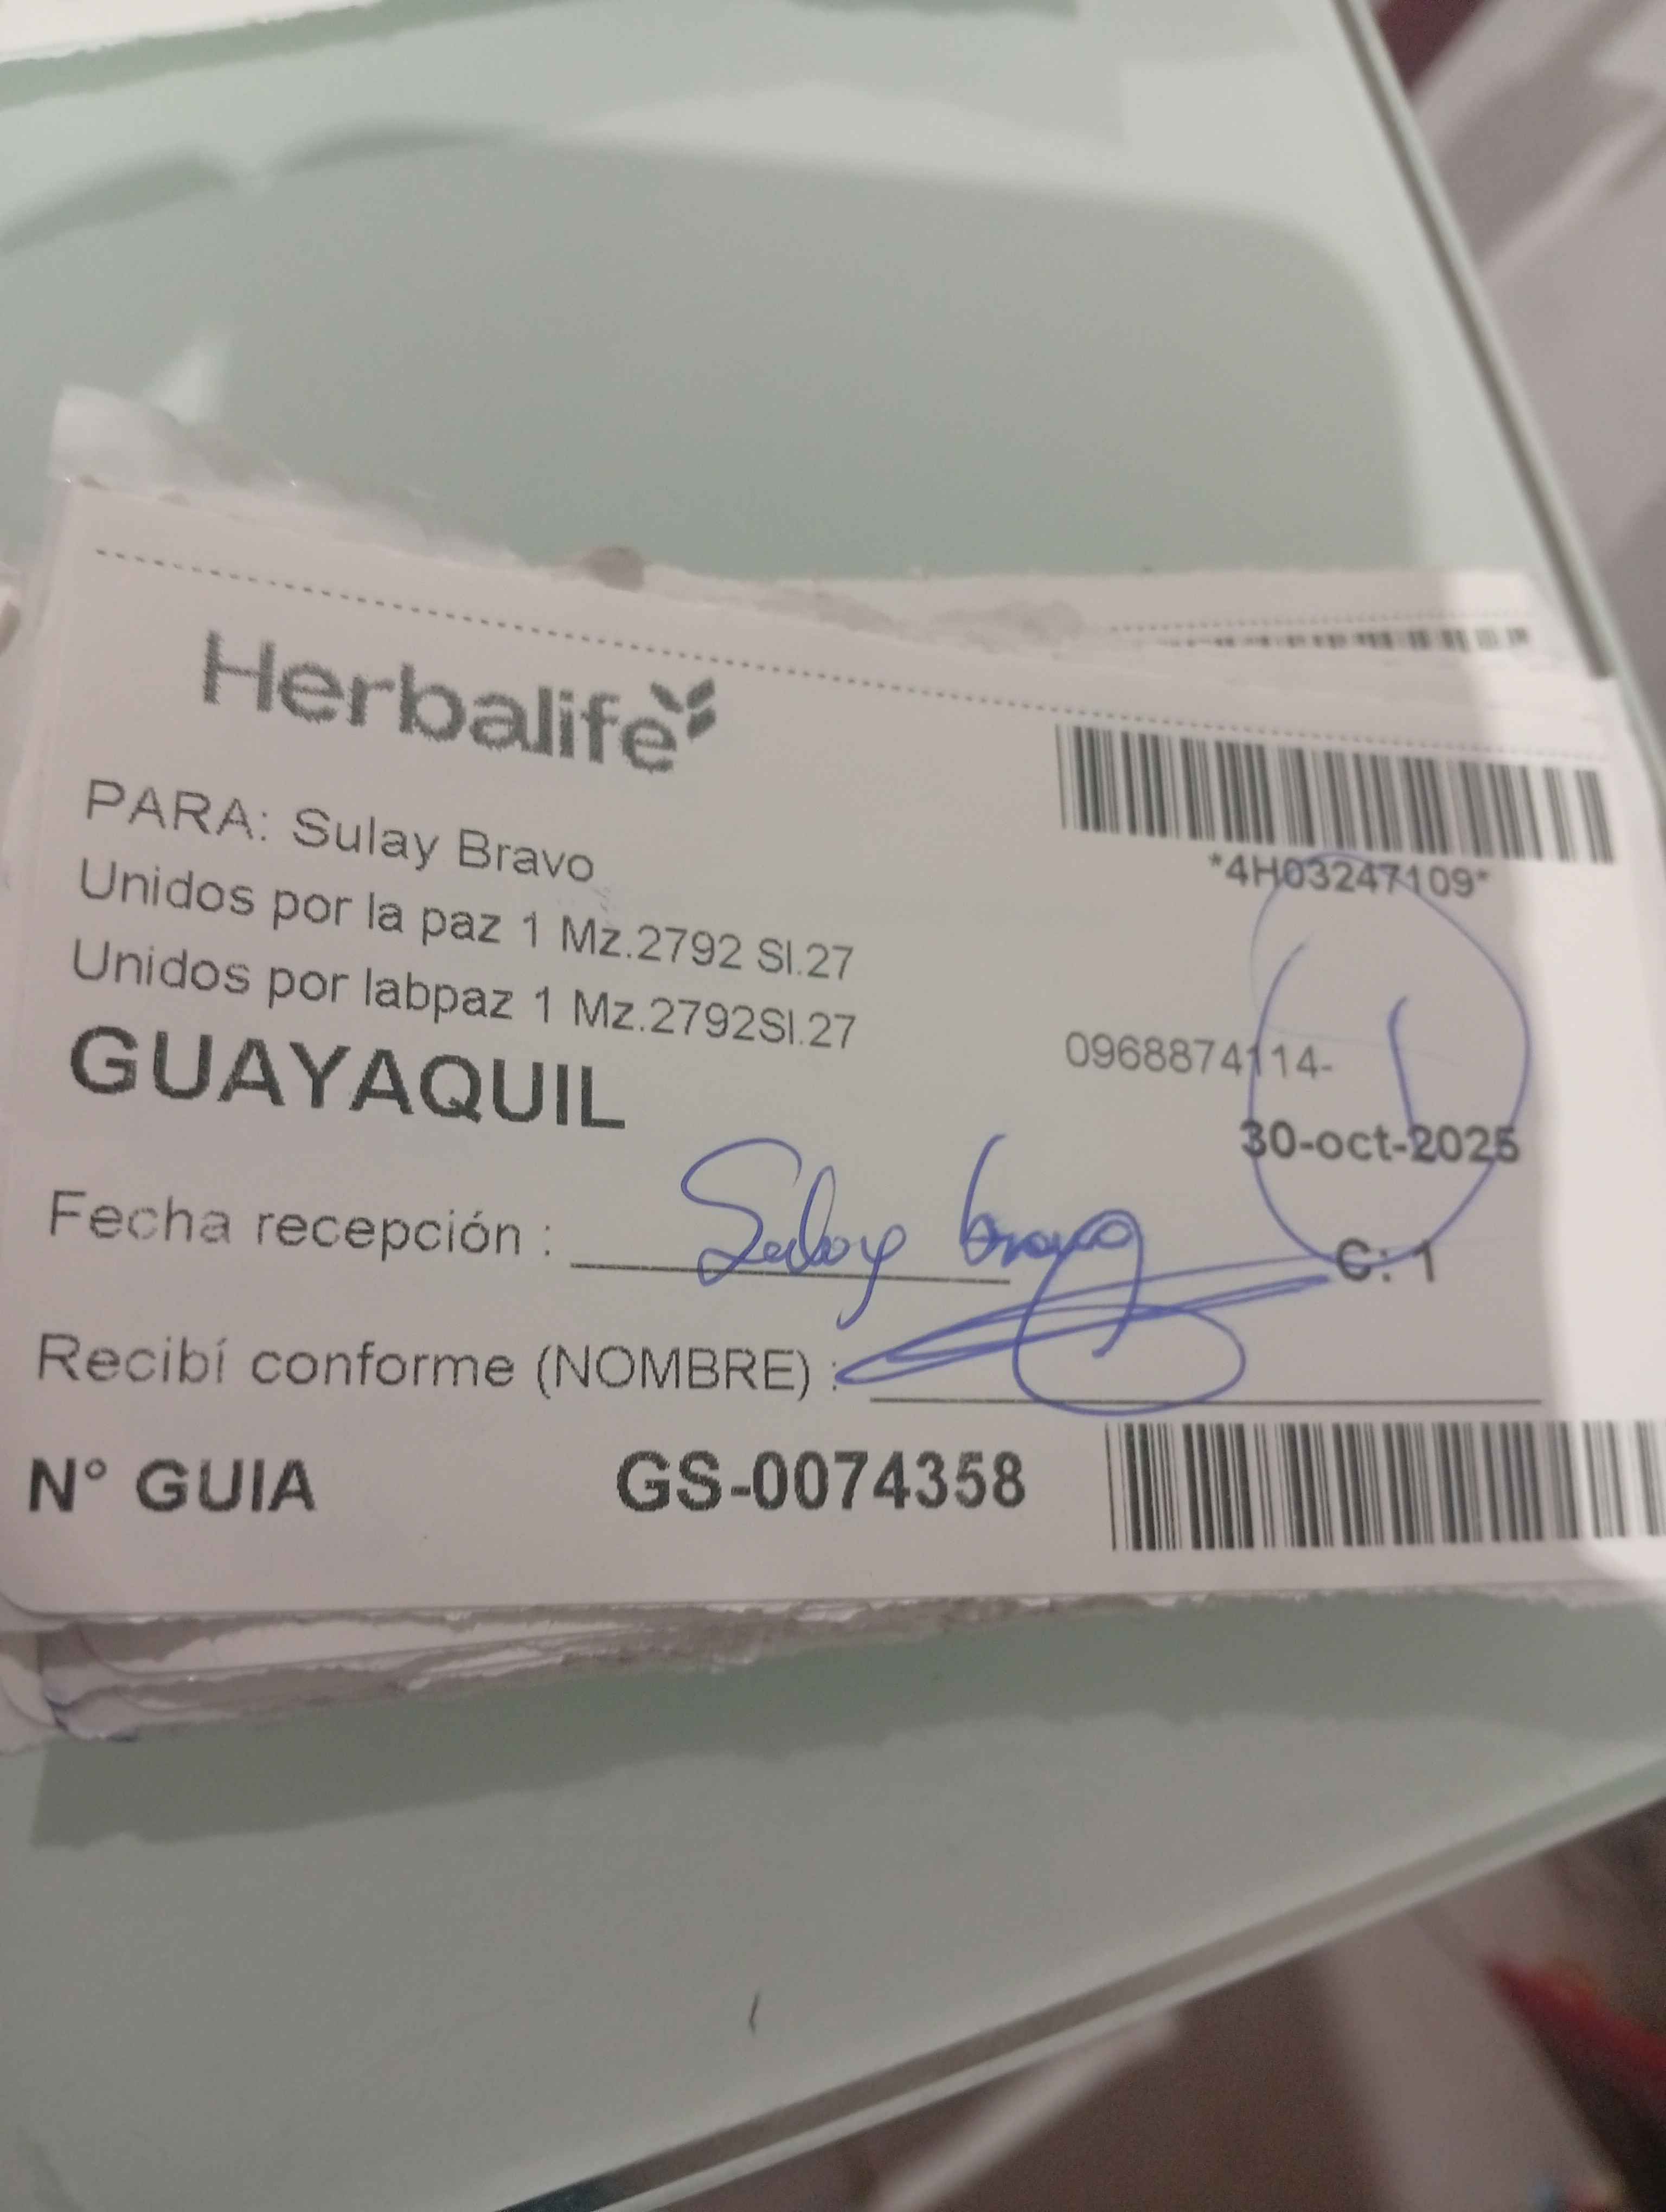 Herbalife
PARA: Sulay Bravo
Unidos por la paz 1 Mz.2792 Sl.27
Unidos por labpaz 1 Mz.2792Sl.27
GUAYAQUIL
*4H03247109*
0968874114-
1
30-oct-2025
C: 1
Fecha recepción : Sulay bravo
Recibí conforme (NOMBRE) :
N° GUIA GS-0074358